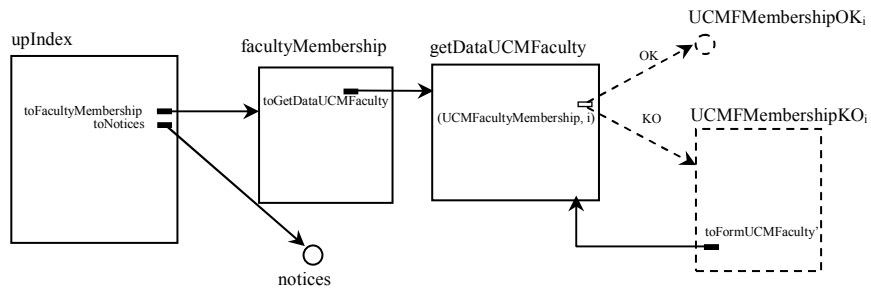 UCMFMembershipOKi
upIndex
facultyMembership
getDataUCMFaculty
OK
toGetDataUCMFaculty
toFacultyMembership
(UCMFacultyMembership, i)
KO
UCMFMembershipKOi
toNotices
toFormUCMFaculty'
notices